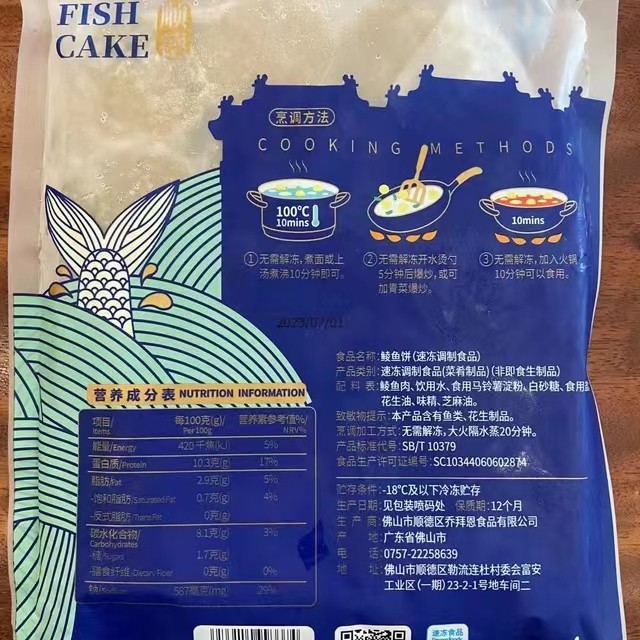 FISH
CAKE
烹调方法
COOKING METHODS
100℃
10mins
10mins
①无需解冻,煮面或上
汤煮沸10分钟即可。
②无需解冻开水烫勺
5分钟后爆炒,或可
加青菜爆炒。
③无需解冻,加入火锅
10分钟可以食用。
2023/07/01
营养成分表 NUTRITION INFORMATION
项目/ Items 每100克(g)/ Per100g 营养素参考值%/ NRV%
能量/Energy 420千焦(kJ) 5%
蛋白质/Protein 10.3克(g) 17%
脂肪/Fat 2.9克(g) 5%
-饱和脂肪/Saturated Fat 0.7克(g) 4%
-反式脂肪/Trans Fat 0克(g)
碳水化合物/ Carbohydrates 8.1克(g) 3%
-糖/Sugars 1.7克(g)
-膳食纤维-Dietary Fiber 0克(g) 0%
钠/Sodium 587毫克(mg) 29%
食品名称:鲮鱼饼(速冻调制食品)
产品类别:速冻调制食品(菜肴制品)(非即食生制品)
配 料 表:鲮鱼肉、饮用水、食用马铃薯淀粉、白砂糖、食用
花生油、味精、芝麻油。
致敏物提示:本产品含有鱼类、花生制品。
烹调加工方式:无需解冻,大火隔水蒸20分钟。
产品标准代号:SB/T 10379
食品生产许可证编号:SC10344060602874
贮存条件:-18℃及以下冷冻贮存
生产日期:见包装喷码处 保质期:12个月
生 产 商:佛山市顺德区乔拜恩食品有限公司
产 地:广东省佛山市
电 话:0757-22258639
地 址:佛山市顺德区勒流连杜村委会富安
工业区(一期)23-2-1号地车间二
速冻食品